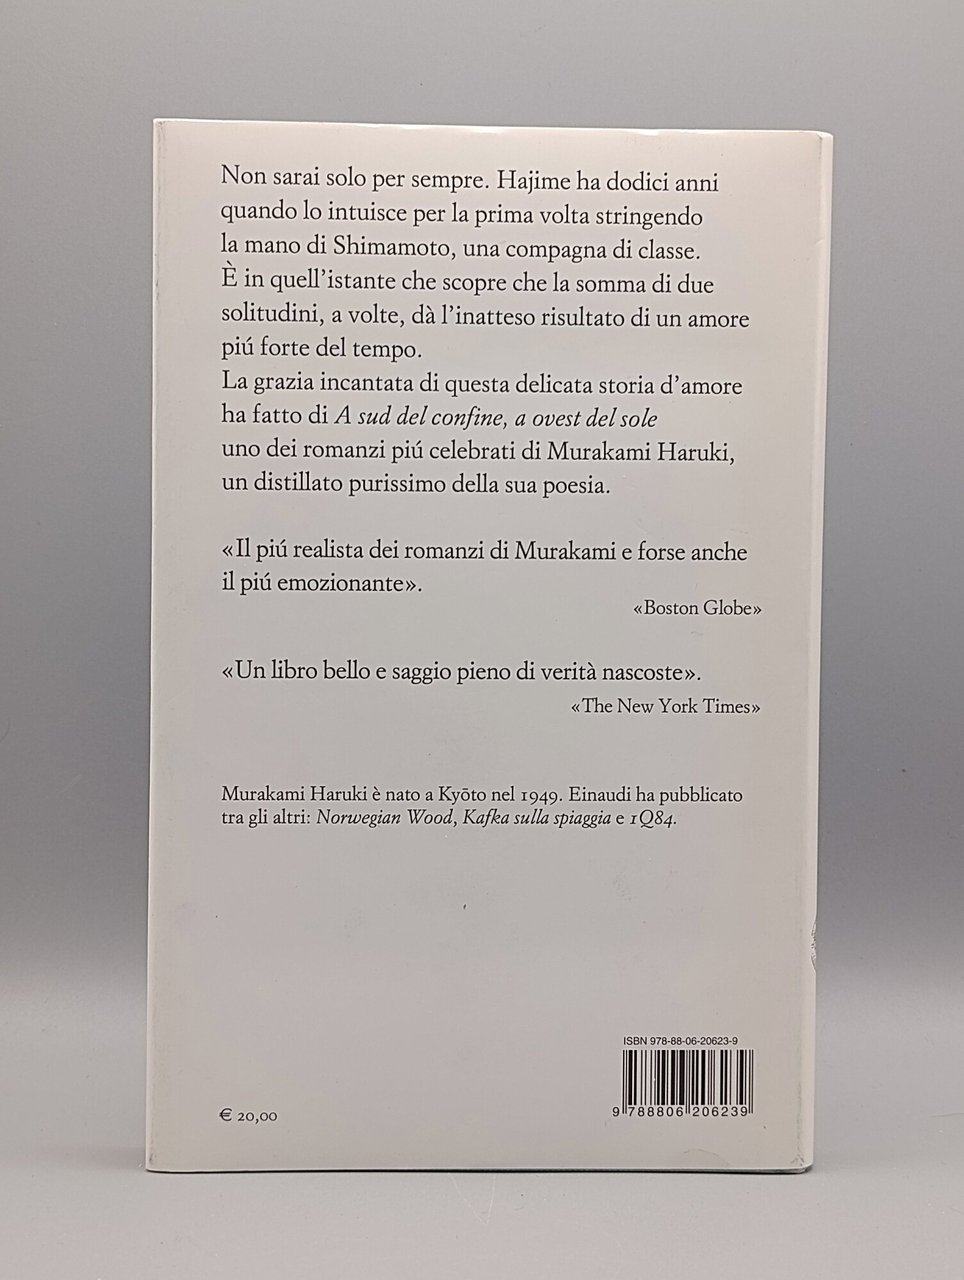 Non sarai solo per sempre. Hajime ha dodici anni
quando lo intuisce per la prima volta stringendo
la mano di Shimamoto, una compagna di classe.
È in quell'istante che scopre che la somma di due
solitudini, a volte, dà l'inatteso risultato di un amore
piú forte del tempo.
La grazia incantata di questa delicata storia d'amore
ha fatto di A sud del confine, a ovest del sole
uno dei romanzi piú celebrati di Murakami Haruki,
un distillato purissimo della sua poesia.
«Il piú realista dei romanzi di Murakami e forse anche
il piú emozionante».
«Boston Globe»
«Un libro bello e saggio pieno di verità nascoste».
«The New York Times»
Murakami Haruki è nato a Kyōto nel 1949. Einaudi ha pubblicato
tra gli altri: Norwegian Wood, Kafka sulla spiaggia e 1Q84.
ISBN 978-88-06-20623-9
9 788806 206239
€ 20,00